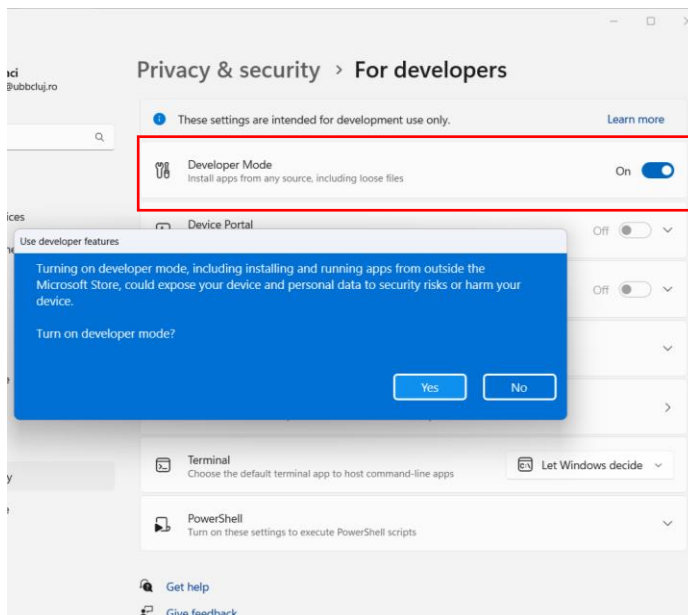 Privacy & security > For developers
@ubbcluj.ro
These settings are intended for development use only.
Learn more
Developer Mode
Install apps from any source, including loose files
On
Device Portal
Off
Use developer features
Turning on developer mode, including installing and running apps from outside the
Microsoft Store, could expose your device and personal data to security risks or harm your
device.
Off
Turn on developer mode?
Yes
No
Terminal
Choose the default terminal app to host command-line apps
Let Windows decide
PowerShell
Turn on these settings to execute PowerShell scripts
Get help
Give feedback